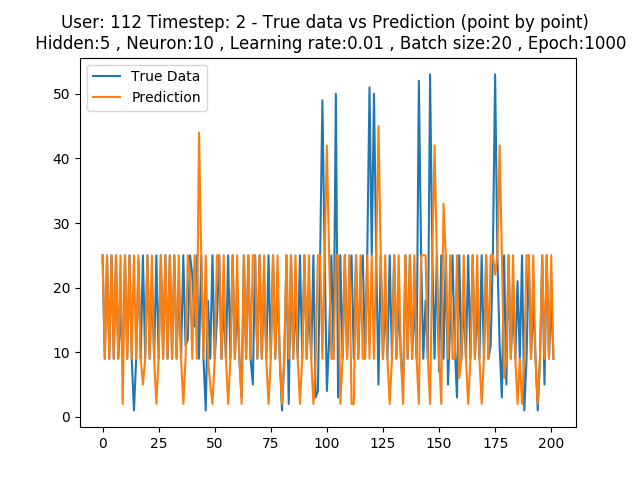 User: 112 Timestep: 2 - True data vs Prediction (point by point)
Hidden:5 , Neuron:10 , Learning rate:0.01 , Batch size:20 , Epoch:1000
True Data
Prediction
50
40
30
20
10
0
0 25 50 75 100 125 150 175 200